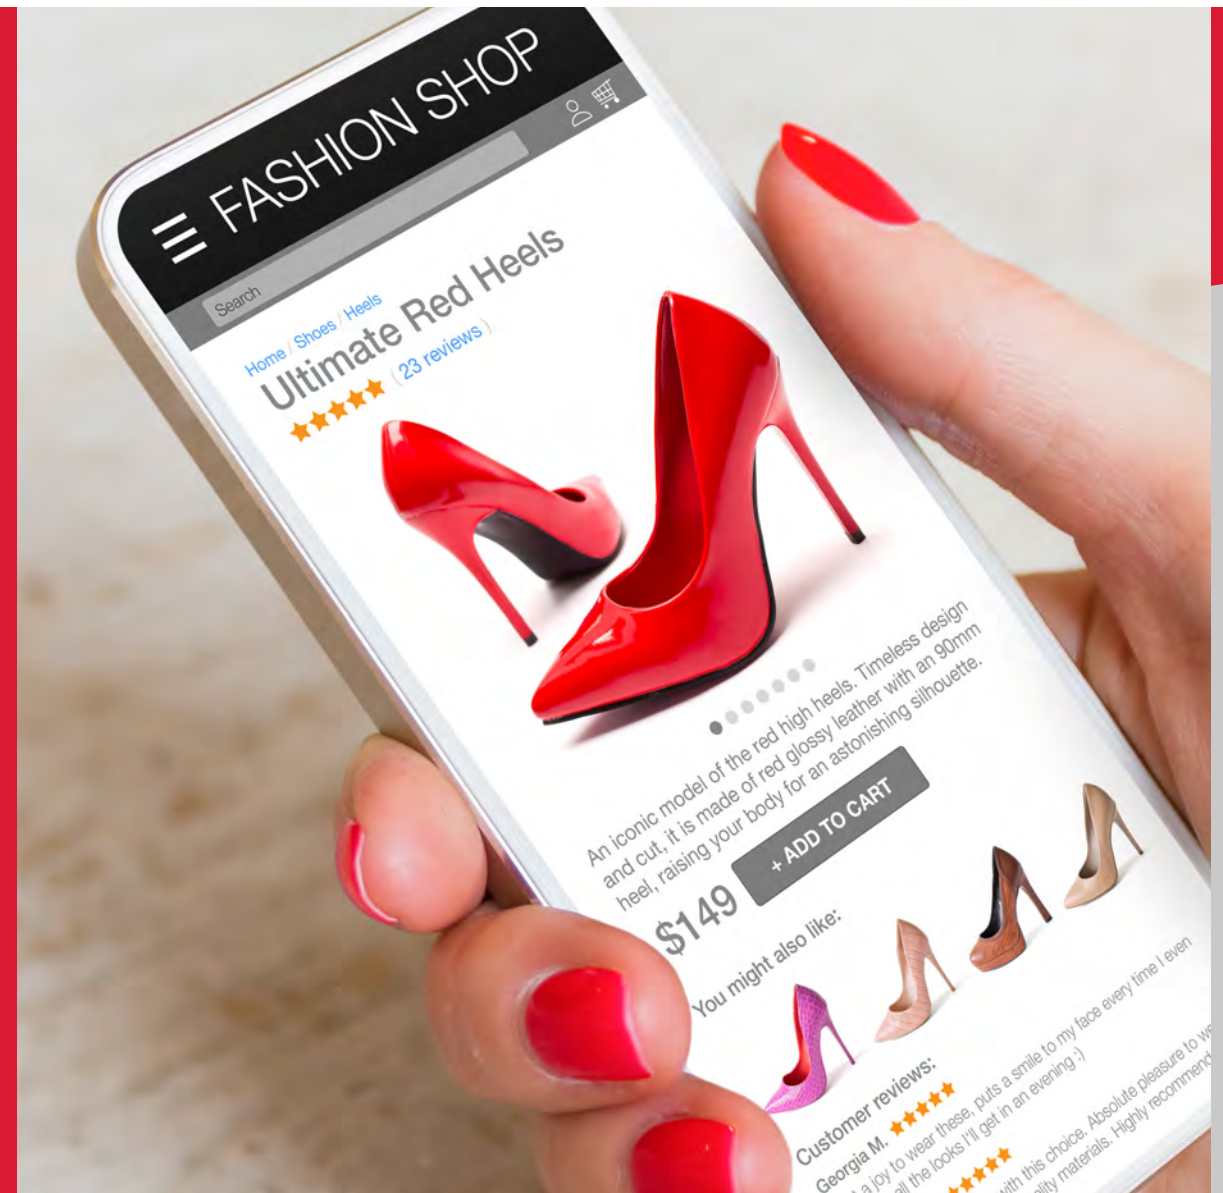 FASHION SHOP
Search
Home / Shoes / Heels
Ultimate Red Heels
( 23 reviews )
An iconic model of the red high heels. Timeless design
and cut, it is made of red glossy leather with an 90mm
heel, raising your body for an astonishing silhouette.
$149
+ ADD TO CART
You might also like:
Customer reviews:
Georgia M.
a joy to wear these, puts a smile to my face every time I even
all the looks I'll get in an evening :)
with this choice. Absolute pleasure to
materials. Highly recommend